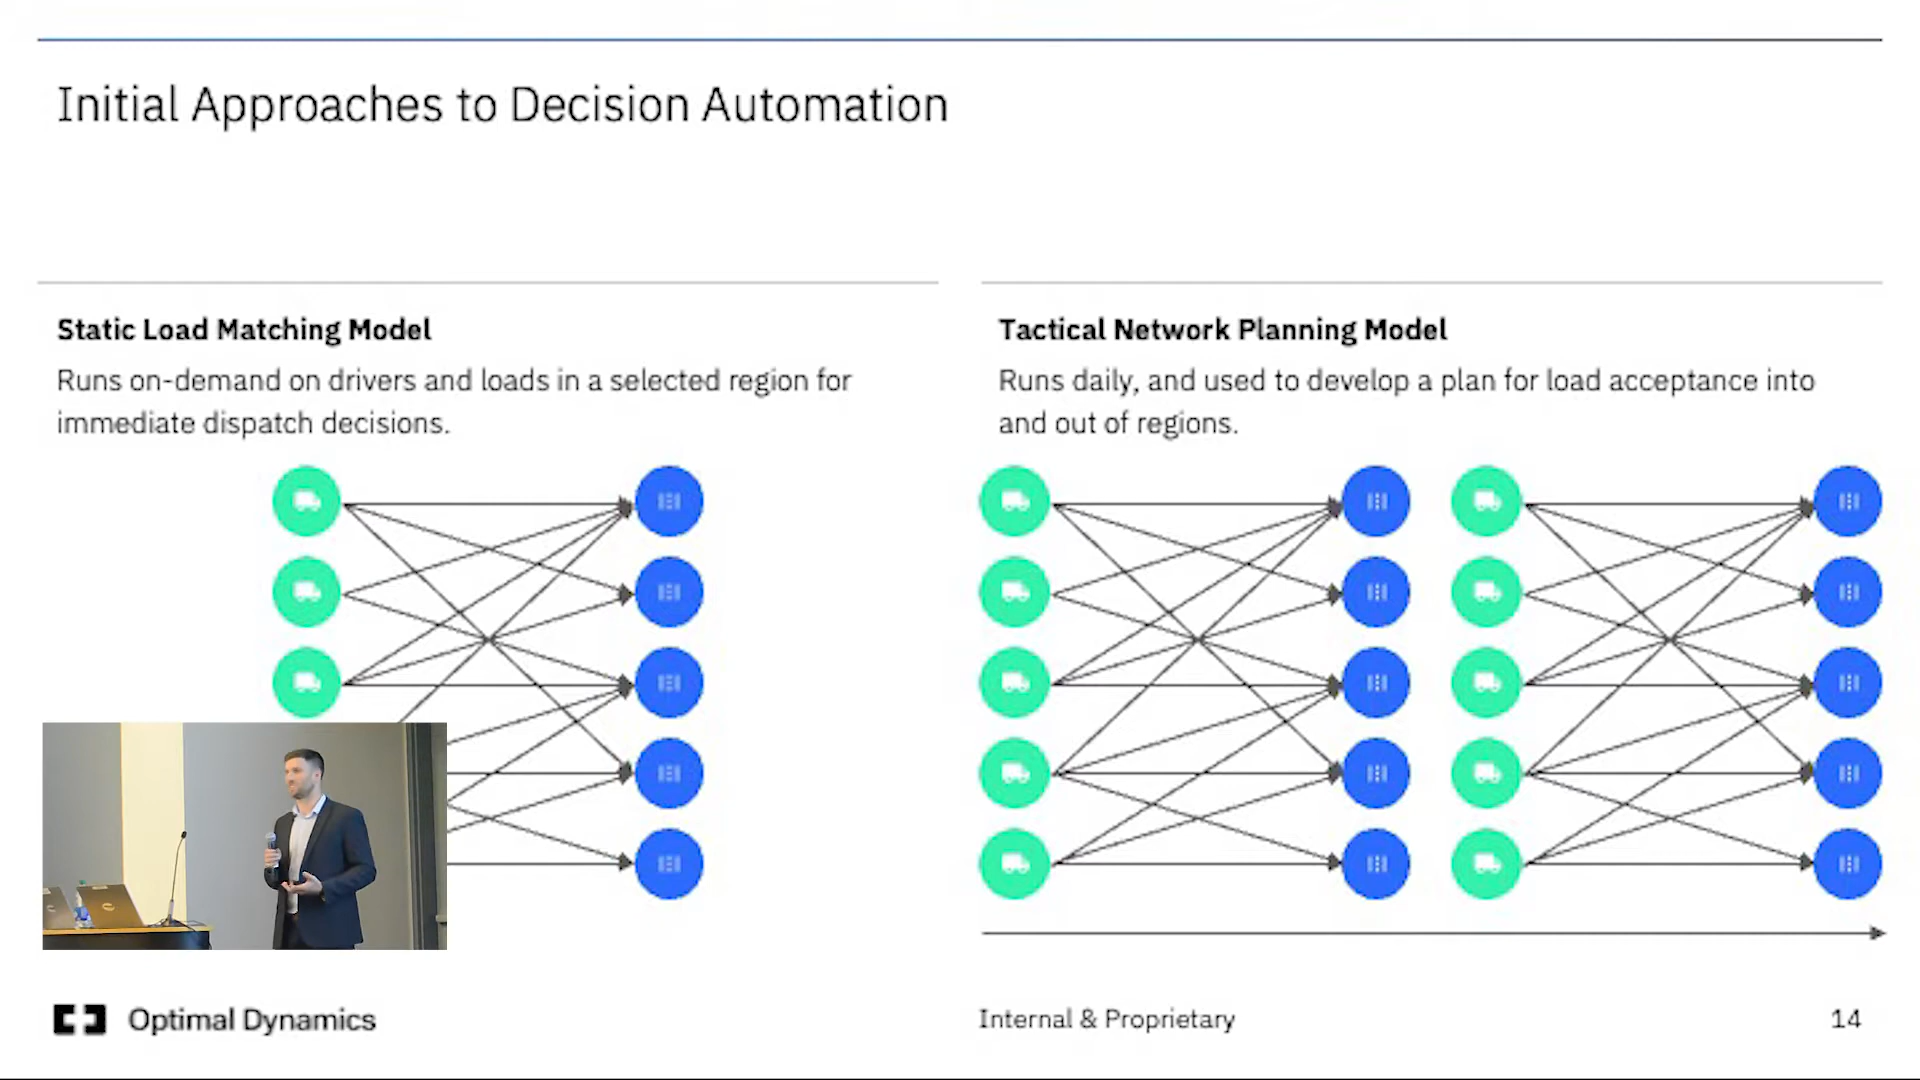 Initial Approaches to Decision Automation
Static Load Matching Model
Runs on-demand on drivers and loads in a selected region for
immediate dispatch decisions.
Tactical Network Planning Model
Runs daily, and used to develop a plan for load acceptance into
and out of regions.
Optimal Dynamics
Internal & Proprietary
14